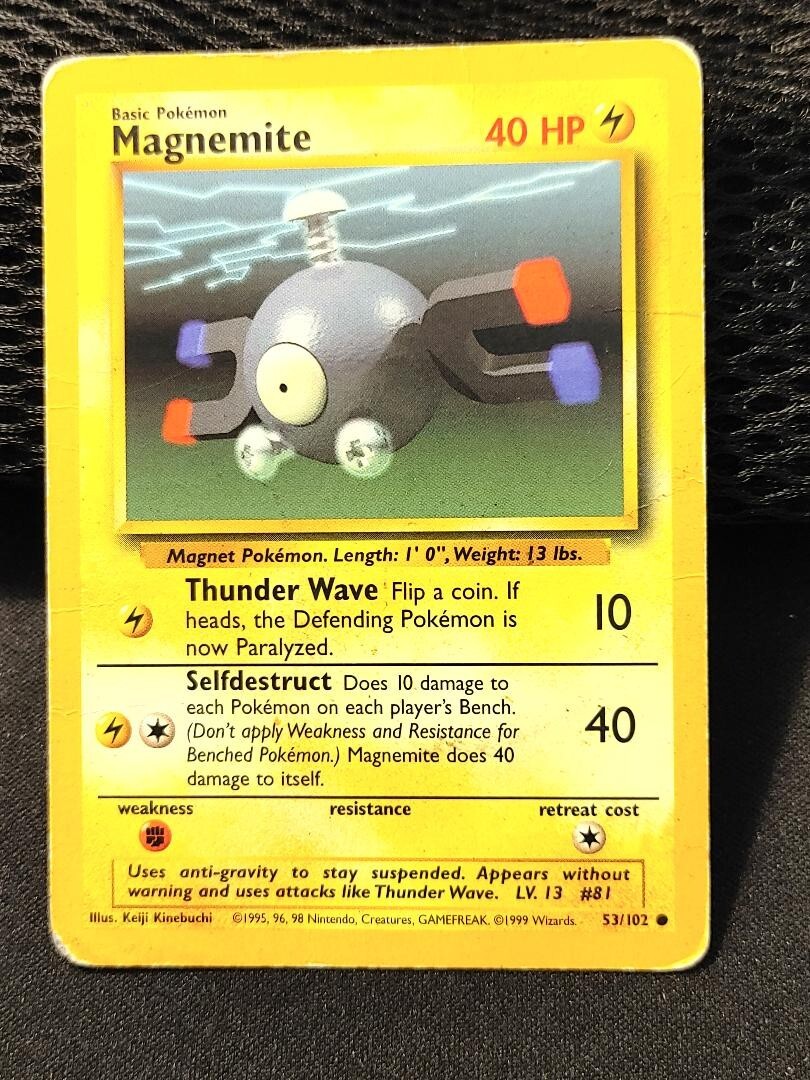 Basic Pokémon
Magnemite
40 HP
Magnet Pokémon. Length: 1' 0", Weight: 13 lbs.
Thunder Wave Flip a coin. If
heads, the Defending Pokémon is
now Paralyzed.
10
Selfdestruct Does 10 damage to
each Pokémon on each player's Bench.
(Don't apply Weakness and Resistance for
Benched Pokémon.) Magnemite does 40
damage to itself.
40
weakness resistance retreat cost
Uses anti-gravity to stay suspended. Appears without
warning and uses attacks like Thunder Wave. LV. 13 #81
Illus. Keiji Kinebuchi ©1995, 96, 98 Nintendo, Creatures, GAMEFREAK. ©1999 Wizards. 53/102